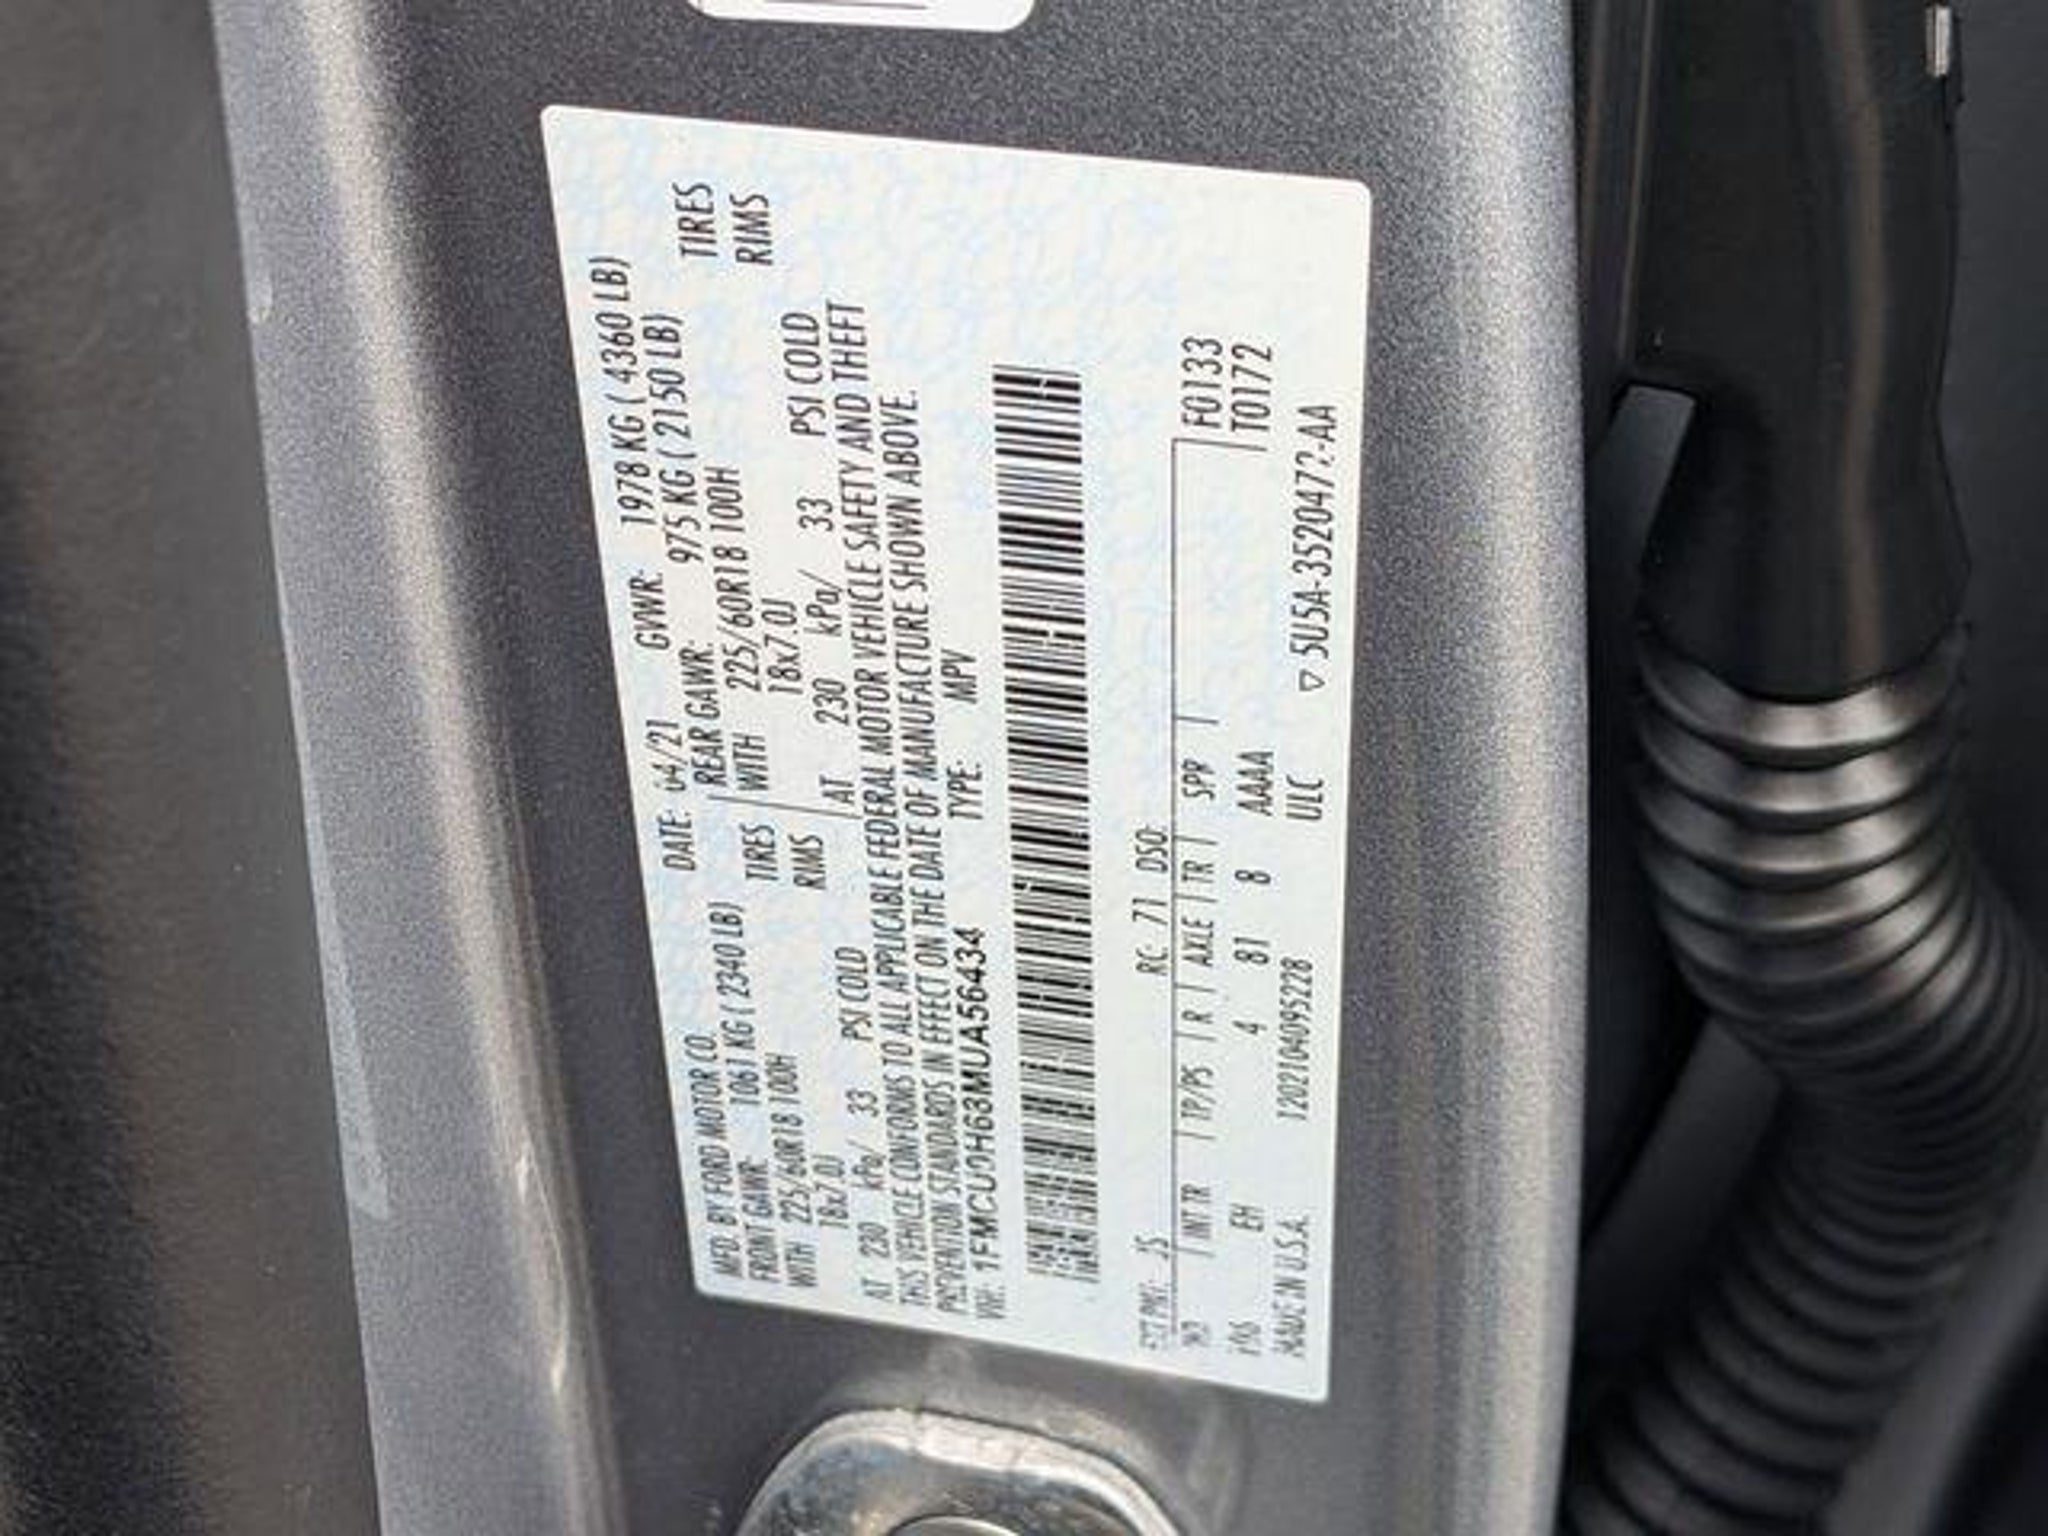 MFD. BY FORD MOTOR CO. DATE: 04/21 GVWR: 1978 KG ( 4360 LB)
FRONT GAWR: 1061 KG ( 2340 LB) REAR GAWR: 975 KG ( 2150 LB)
WITH 225/60R18 100H TIRES WITH 225/60R18 100H TIRES
18x7.0J RIMS 18x7.0J RIMS
AT 230 kPa/ 33 PSI COLD AT 230 kPa/ 33 PSI COLD
THIS VEHICLE CONFORMS TO ALL APPLICABLE FEDERAL MOTOR VEHICLE SAFETY AND THEFT
PREVENTION STANDARDS IN EFFECT ON THE DATE OF MANUFACTURE SHOWN ABOVE.
VIN: 1FMCU9H63MUA56434 TYPE: MPV
EXT PNT: JS RC: 71 DSO:
INT TR TP/PS R AXLE TR SPR F0133
EH 4 81 8 AAAA T0172
MADE IN U.S.A. 1202104095228 ULC ▽ 5U5A-3520472-AA